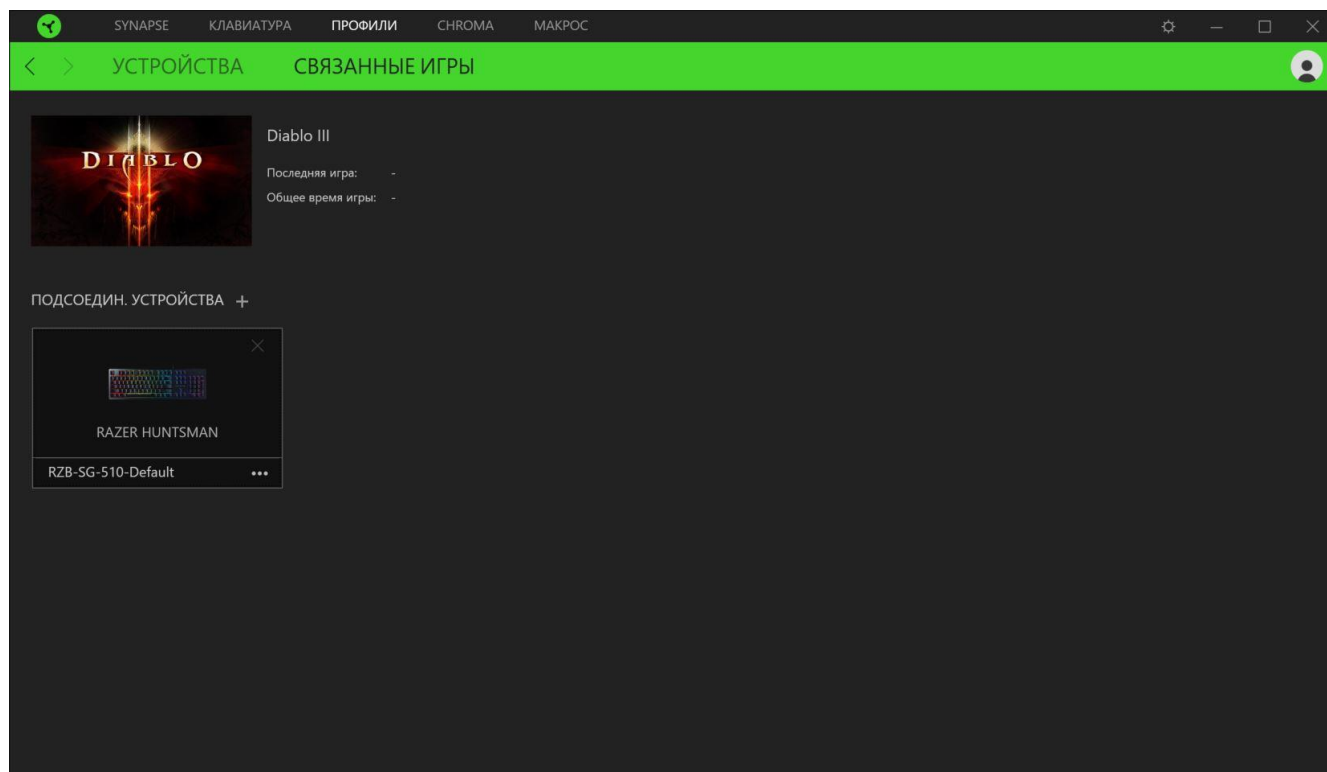 SYNAPSE КЛАВИАТУРА ПРОФИЛИ CHROMA МАКРОС
УСТРОЙСТВА СВЯЗАННЫЕ ИГРЫ
DIABLO
Diablo III
Последняя игра: -
Общее время игры: -
ПОДСОЕДИН. УСТРОЙСТВА +
RAZER HUNTSMAN
RZB-SG-510-Default